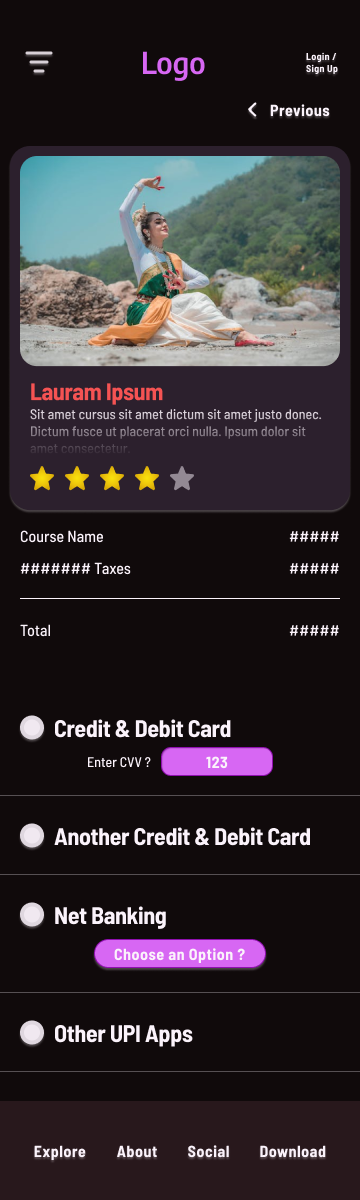 Logo
Login /
Sign Up
Previous
Lauram Ipsum
Sit amet cursus sit amet dictum sit amet justo donec.
Dictum fusce ut placerat orci nulla. Ipsum dolor sit
amet consectetur.
Course Name #####
####### Taxes #####
Total #####
Credit & Debit Card
Enter CVV ? 123
Another Credit & Debit Card
Net Banking
Choose an Option ?
Other UPI Apps
Explore About Social Download